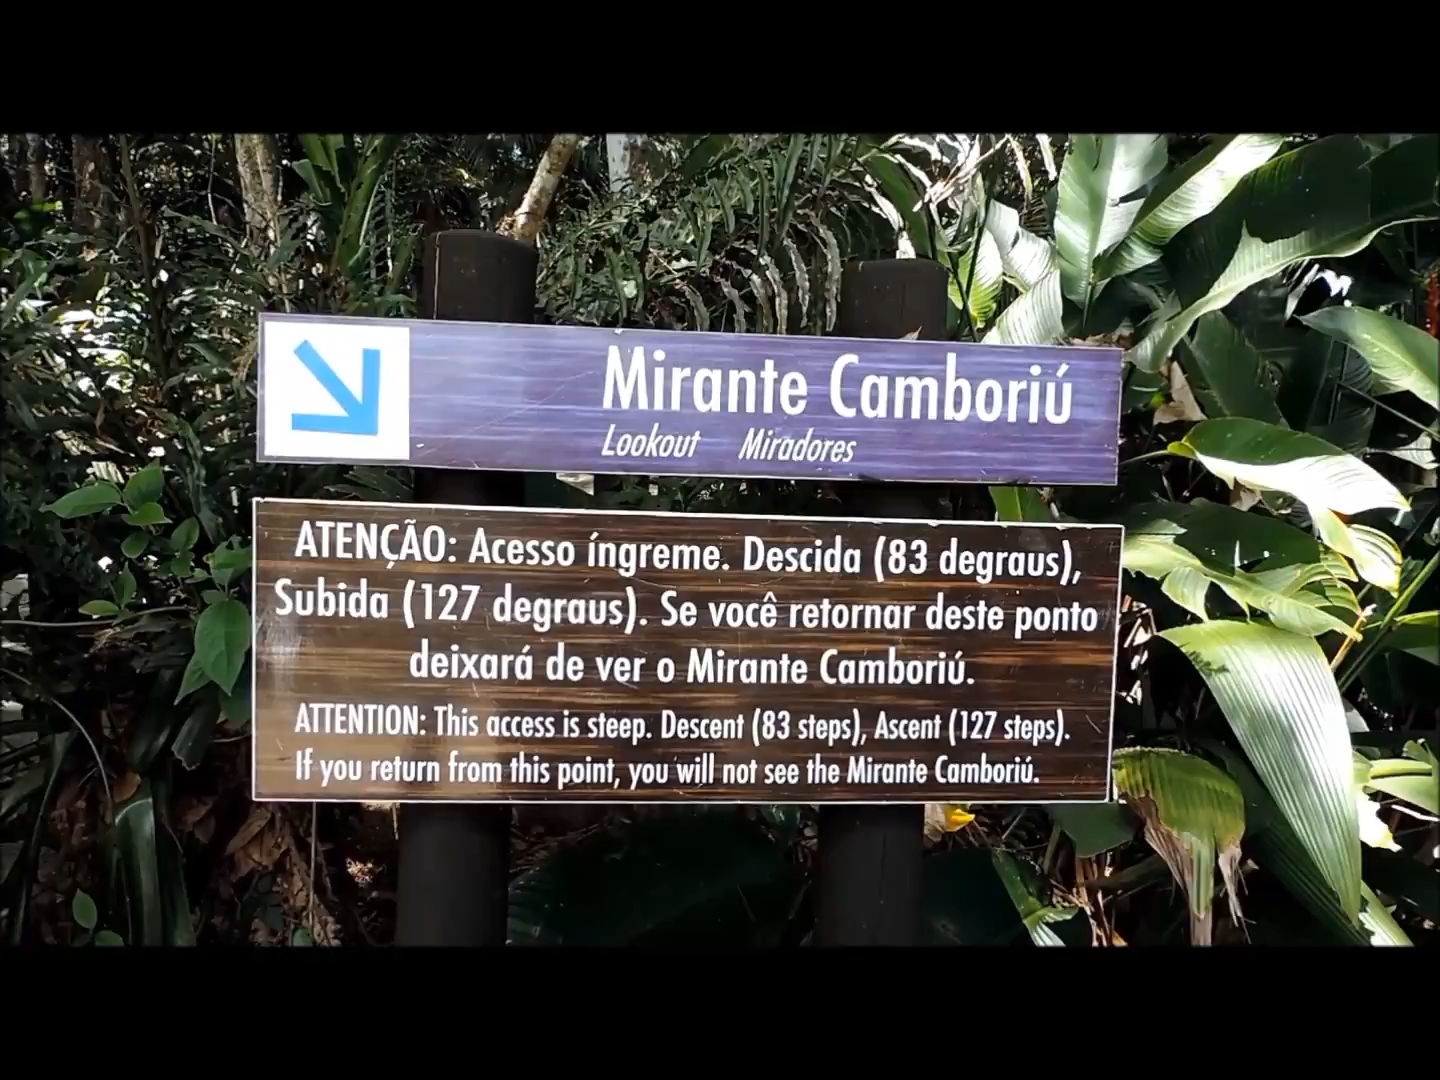 Mirante Camboriú
Lookout Miradores
ATENÇÃO: Acesso íngreme. Descida (83 degraus),
Subida (127 degraus). Se você retornar deste ponto
deixará de ver o Mirante Camboriú.
ATTENTION: This access is steep. Descent (83 steps), Ascent (127 steps).
If you return from this point, you will not see the Mirante Camboriú.